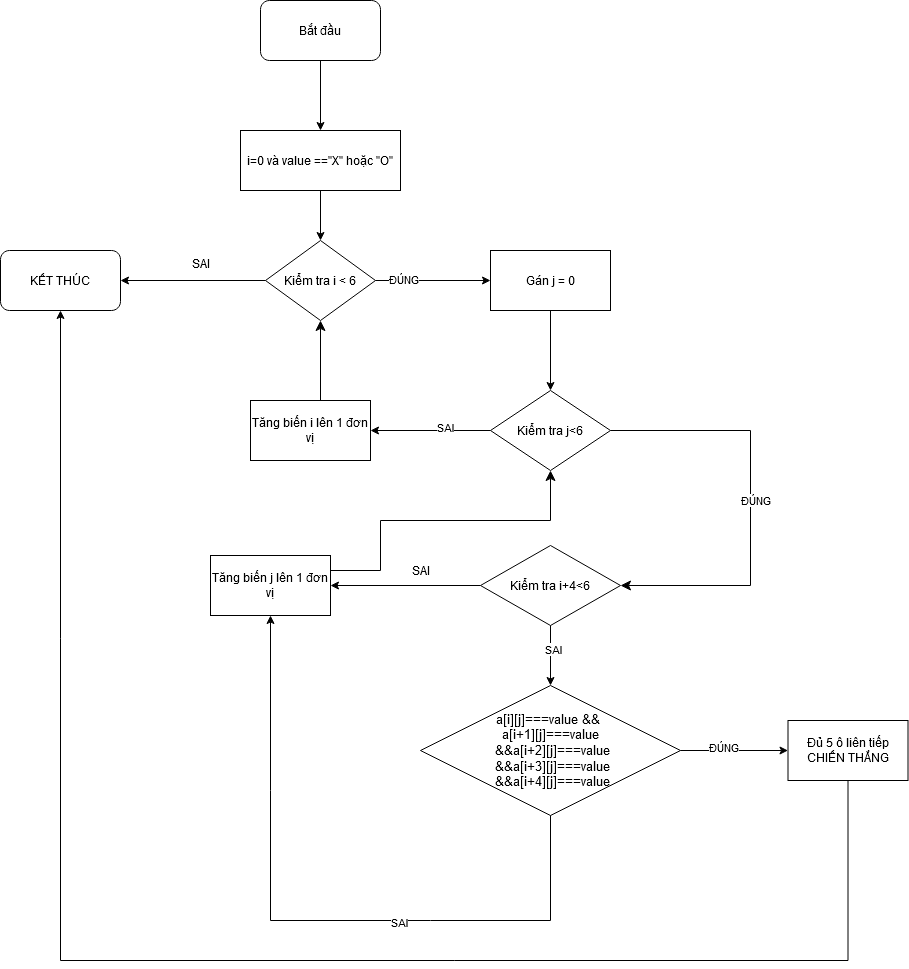 Bắt đầu
i=0 và value =="X" hoặc "O"
SAI
KẾT THÚC
Kiểm tra i < 6
ĐÚNG
Gán j = 0
Tăng biến i lên 1 đơn
vị
SAI
Kiểm tra j<6
ĐÚNG
Tăng biến j lên 1 đơn
vị
SAI
Kiểm tra i+4<6
SAI
a[i][j]===value &&
a[i+1][j]===value
&&a[i+2][j]===value
&&a[i+3][j]===value
&&a[i+4][j]===value
ĐÚNG
Đủ 5 ô liên tiếp
CHIẾN THẮNG
SAI